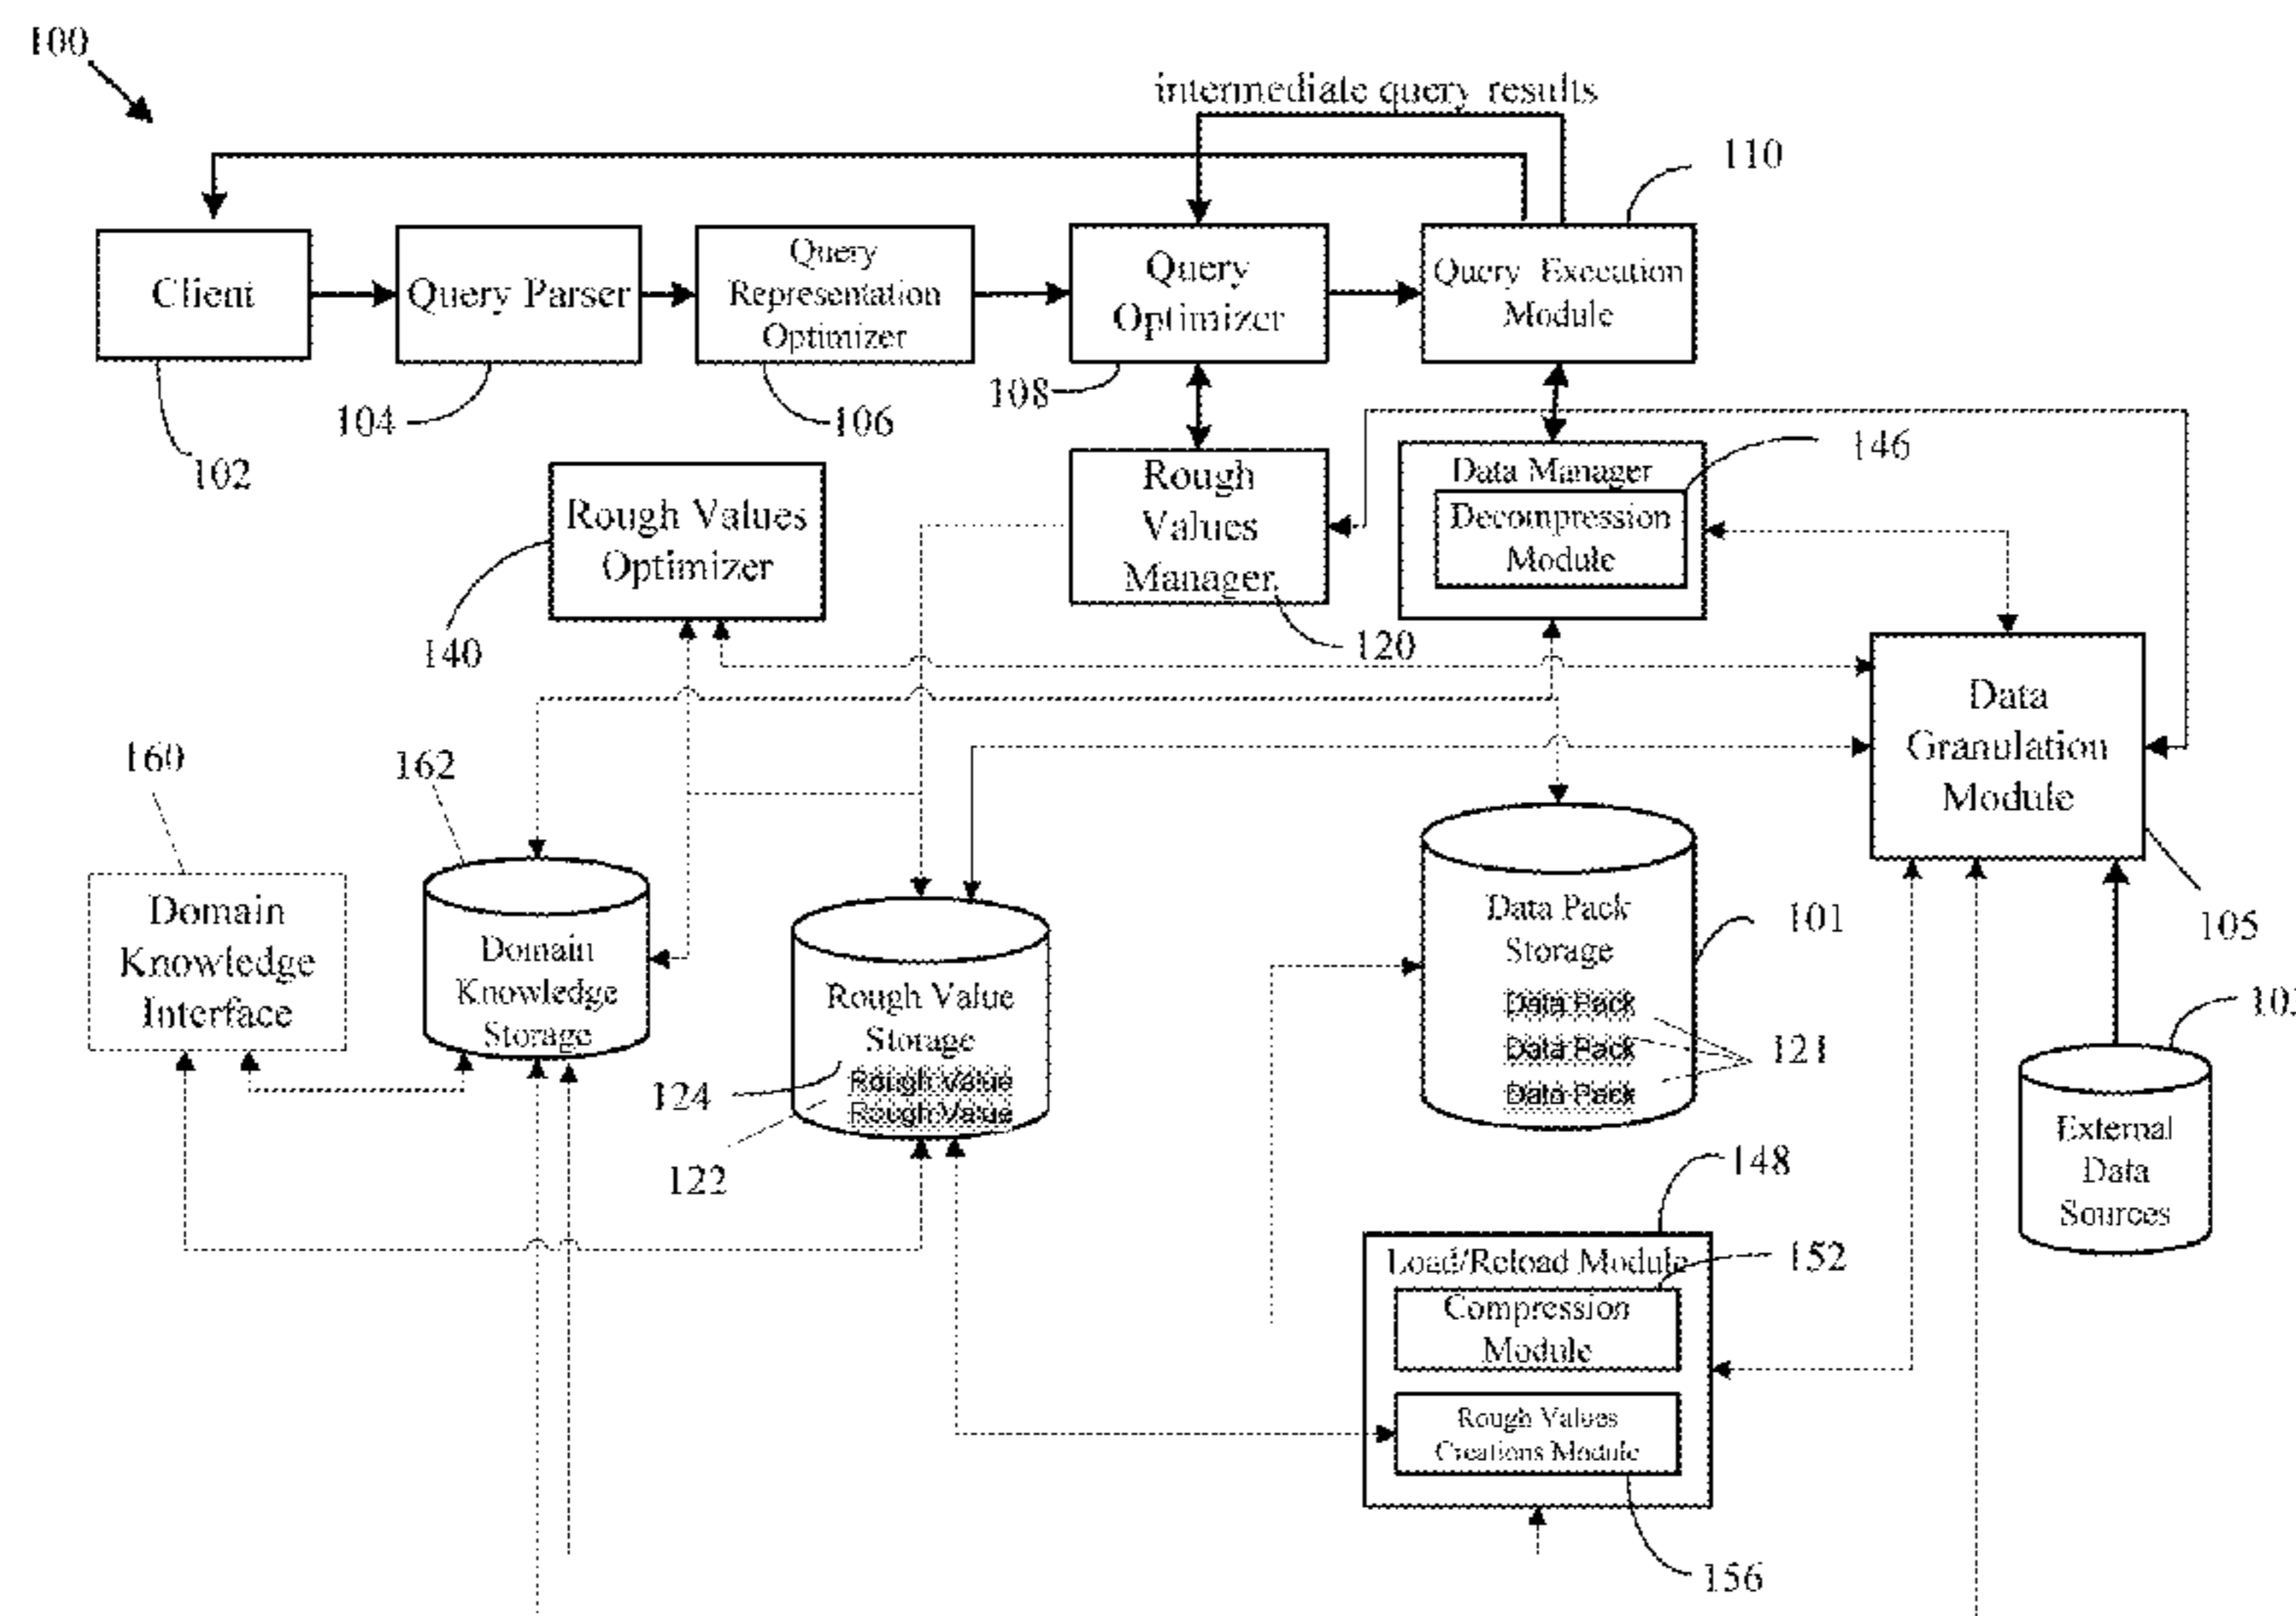 100
intermediate query results
110
Client
Query Parser
Query
Representation
Optimizer
Query
Optimizer
Query Execution
Module
102
104
106
108
146
Rough Values
Optimizer
140
Rough
Values
Manager
120
Data Manager
Decompression
Module
Data
Granulation
Module
105
160
162
Domain
Knowledge
Interface
Domain
Knowledge
Storage
Rough Value
Storage
Rough Value
Rough Value
124
122
Data Pack
Storage
Data Pack
Data Pack
Data Pack
101
121
External
Data
Sources
148
Load/Reload Module
152
Compression
Module
Rough Values
Creations Module
156